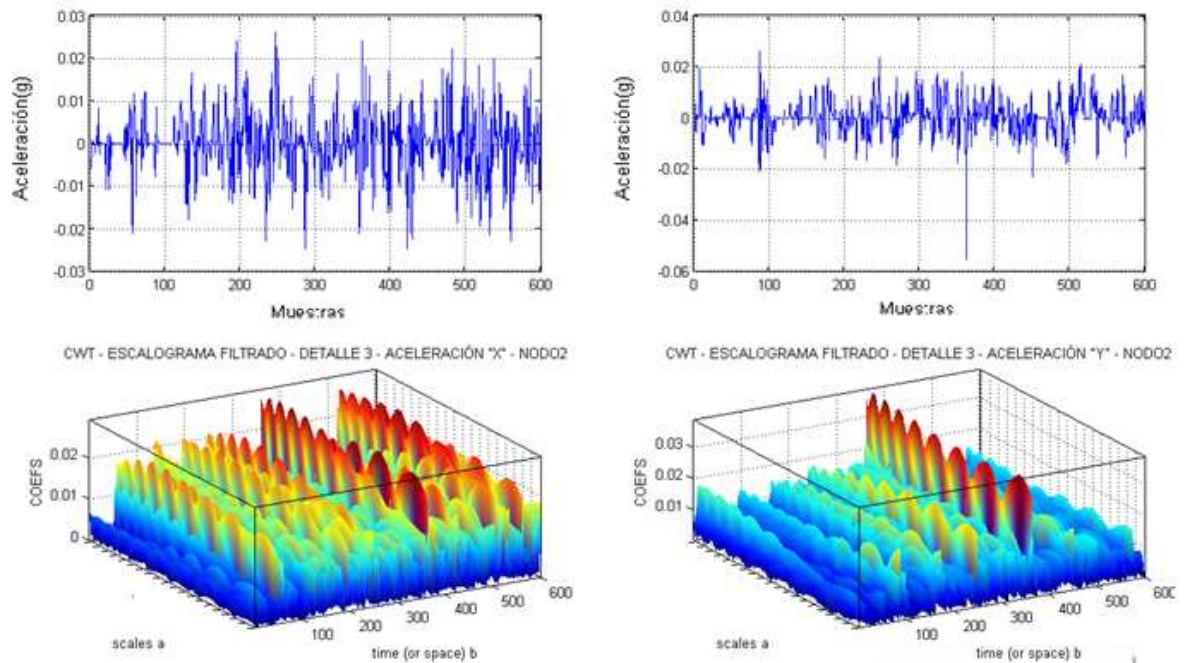 0.03
0.02
0.01
0
-0.01
-0.02
-0.03
Aceleración(g)
0 100 200 300 400 500 600
Muestras
0.04
0.02
0
-0.02
-0.04
-0.06
Aceleración(g)
0 100 200 300 400 500 600
Muestras
CWT - ESCALOGRAMA FILTRADO - DETALLE 3 - ACELERACIÓN "X" - NODO2
0.02
0.01
0
COEFS
scales a
100 200 300 400 500 600
time (or space) b
CWT - ESCALOGRAMA FILTRADO - DETALLE 3 - ACELERACIÓN "Y" - NODO2
0.03
0.02
0.01
COEFS
scales a
100 200 300 400 500 600
time (or space) b